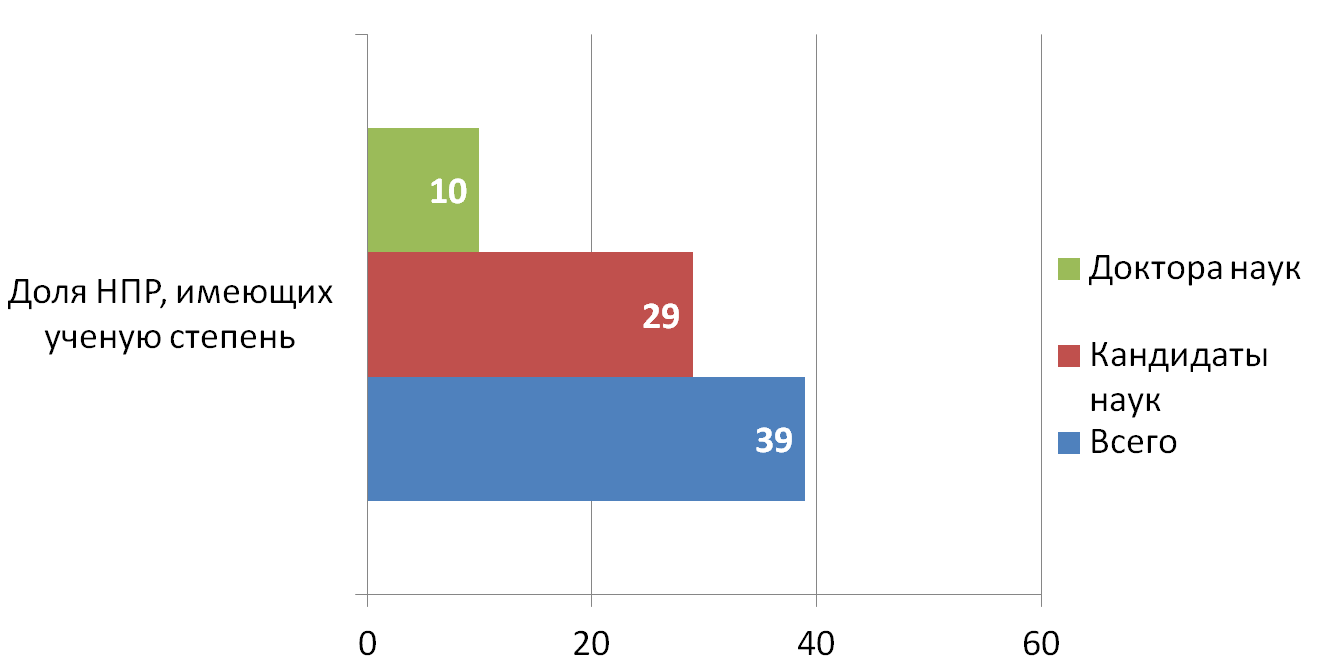 10
29
39
Доля НПР, имеющих
ученую степень
Доктора наук
Кандидаты
наук
Всего
0 20 40 60